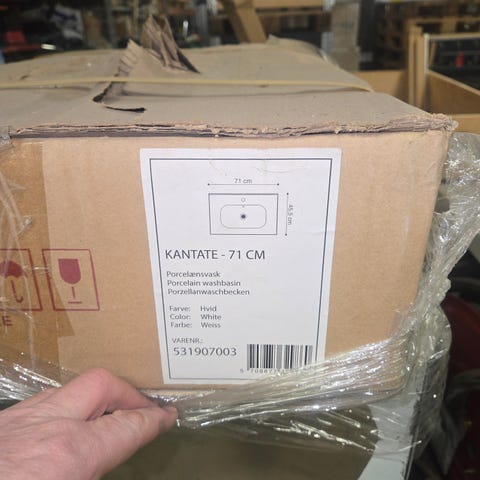 71 cm
45,5 cm
KANTATE - 71 CM
Porcelænsvask
Porcelain washbasin
Porzellanwaschbecken
Farve: Hvid
Color: White
Farbe: Weiss
VARENR.:
531907003